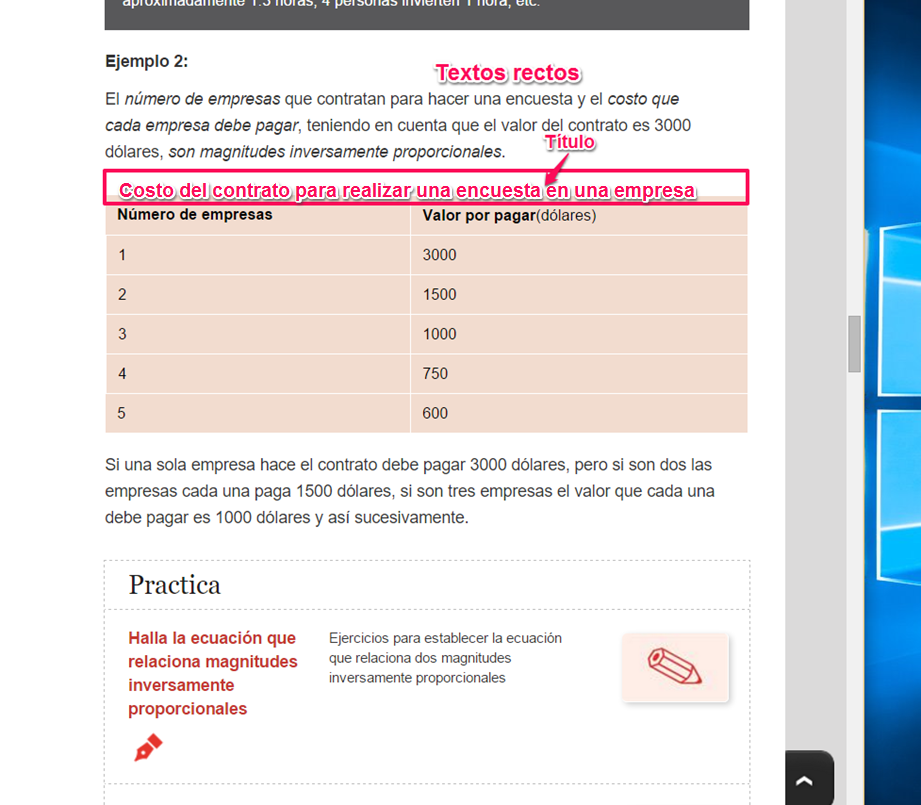 aproximadamente 1.5 horas, 4 personas invierten 1 hora, etc.
Ejemplo 2:
Textos rectos
El número de empresas que contratan para hacer una encuesta y el costo que
cada empresa debe pagar, teniendo en cuenta que el valor del contrato es 3000
dólares, son magnitudes inversamente proporcionales.
Título
Costo del contrato para realizar una encuesta en una empresa
Número de empresas Valor por pagar(dólares)
1 3000
2 1500
3 1000
4 750
5 600
Si una sola empresa hace el contrato debe pagar 3000 dólares, pero si son dos las
empresas cada una paga 1500 dólares, si son tres empresas el valor que cada una
debe pagar es 1000 dólares y así sucesivamente.
Practica
Halla la ecuación que
relaciona magnitudes
inversamente
proporcionales
Ejercicios para establecer la ecuación
que relaciona dos magnitudes
inversamente proporcionales